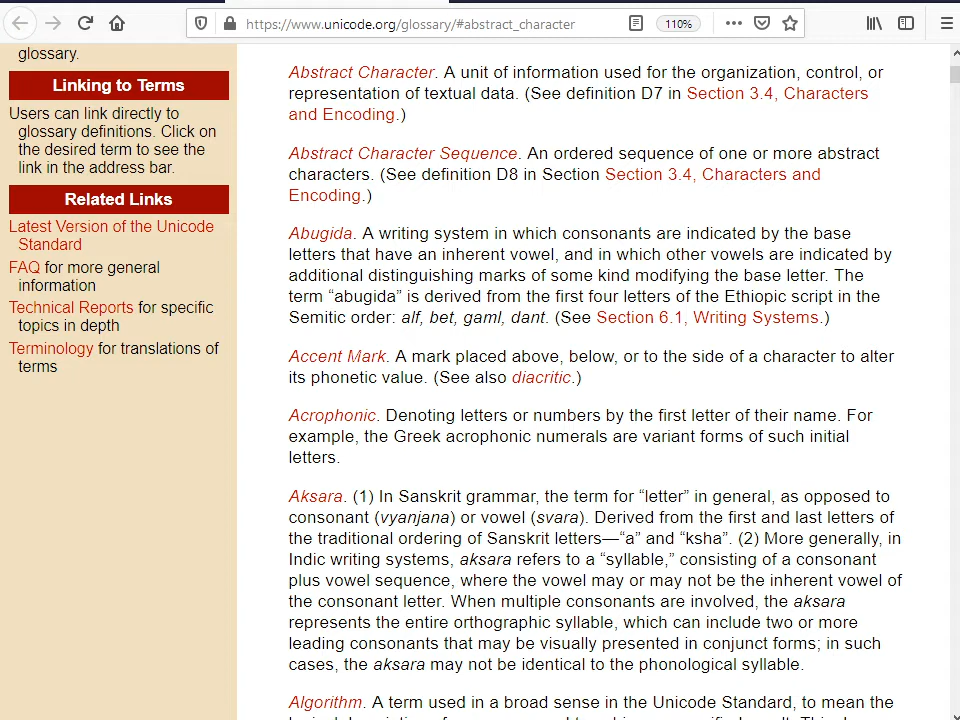 https://www.unicode.org/glossary/#abstract_character
110%
glossary.
Linking to Terms
Users can link directly to
glossary definitions. Click on
the desired term to see the
link in the address bar.
Related Links
Latest Version of the Unicode
Standard
FAQ for more general
information
Technical Reports for specific
topics in depth
Terminology for translations of
terms
Abstract Character. A unit of information used for the organization, control, or
representation of textual data. (See definition D7 in Section 3.4, Characters
and Encoding.)
Abstract Character Sequence. An ordered sequence of one or more abstract
characters. (See definition D8 in Section Section 3.4, Characters and
Encoding.)
Abugida. A writing system in which consonants are indicated by the base
letters that have an inherent vowel, and in which other vowels are indicated by
additional distinguishing marks of some kind modifying the base letter. The
term “abugida” is derived from the first four letters of the Ethiopic script in the
Semitic order: alf, bet, gaml, dant. (See Section 6.1, Writing Systems.)
Accent Mark. A mark placed above, below, or to the side of a character to alter
its phonetic value. (See also diacritic.)
Acrophonic. Denoting letters or numbers by the first letter of their name. For
example, the Greek acrophonic numerals are variant forms of such initial
letters.
Aksara. (1) In Sanskrit grammar, the term for “letter” in general, as opposed to
consonant (vyanjana) or vowel (svara). Derived from the first and last letters of
the traditional ordering of Sanskrit letters—“a” and “ksha”. (2) More generally, in
Indic writing systems, aksara refers to a “syllable,” consisting of a consonant
plus vowel sequence, where the vowel may or may not be the inherent vowel of
the consonant letter. When multiple consonants are involved, the aksara
represents the entire orthographic syllable, which can include two or more
leading consonants that may be visually presented in conjunct forms; in such
cases, the aksara may not be identical to the phonological syllable.
Algorithm. A term used in a broad sense in the Unicode Standard, to mean the